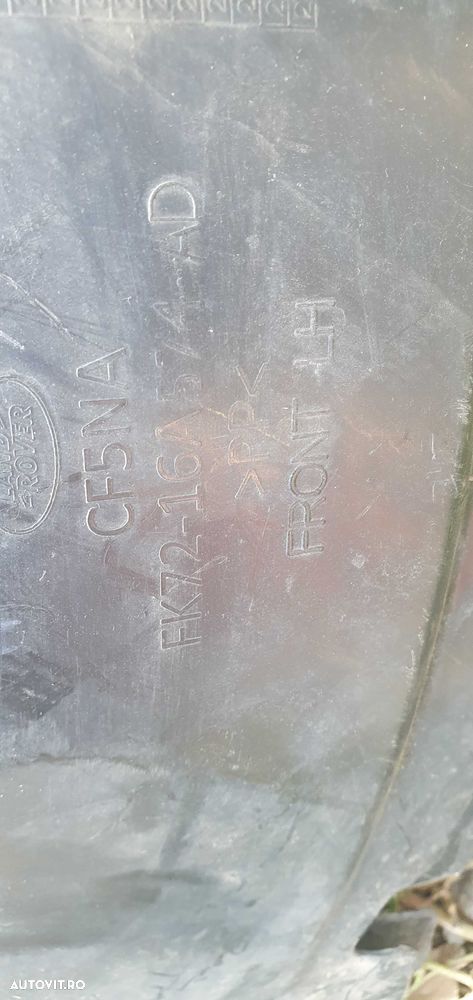 LAND
ROVER
CF5NA
FK72-16A574-AD
>PP<
FRONT LH
AUTOVIT.RO